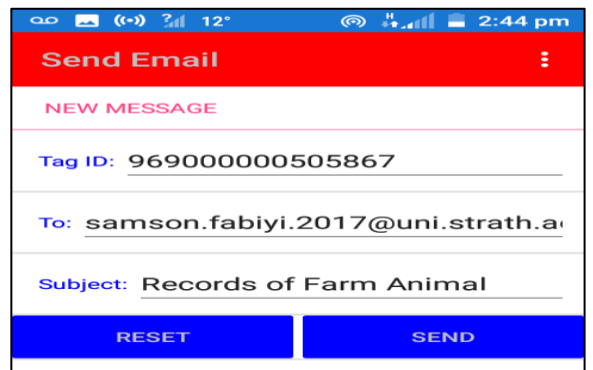 12° H 2:44 pm
Send Email
NEW MESSAGE
Tag ID: 969000000505867
To: samson.fabiyi.2017@uni.strath.a
Subject: Records of Farm Animal
RESET SEND